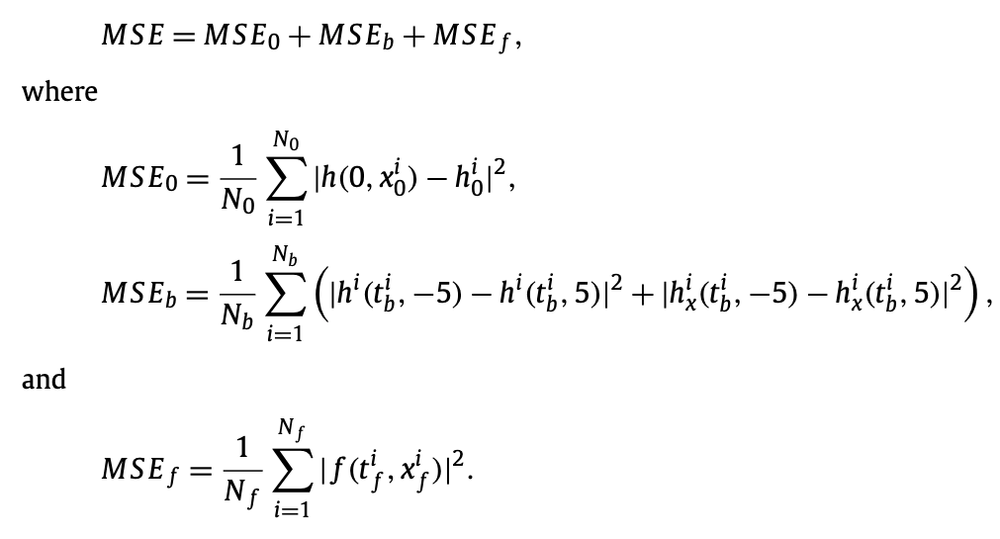 $MSE = MSE_0 + MSE_b + MSE_f,$
where
$MSE_0 = \frac{1}{N_0} \sum_{i=1}^{N_0} |h(0, x_0^i) - h_0^i|^2,$
$MSE_b = \frac{1}{N_b} \sum_{i=1}^{N_b} \left( |h^i(t_b^i, -5) - h^i(t_b^i, 5)|^2 + |h_x^i(t_b^i, -5) - h_x^i(t_b^i, 5)|^2 \right),$
and
$MSE_f = \frac{1}{N_f} \sum_{i=1}^{N_f} |f(t_f^i, x_f^i)|^2.$